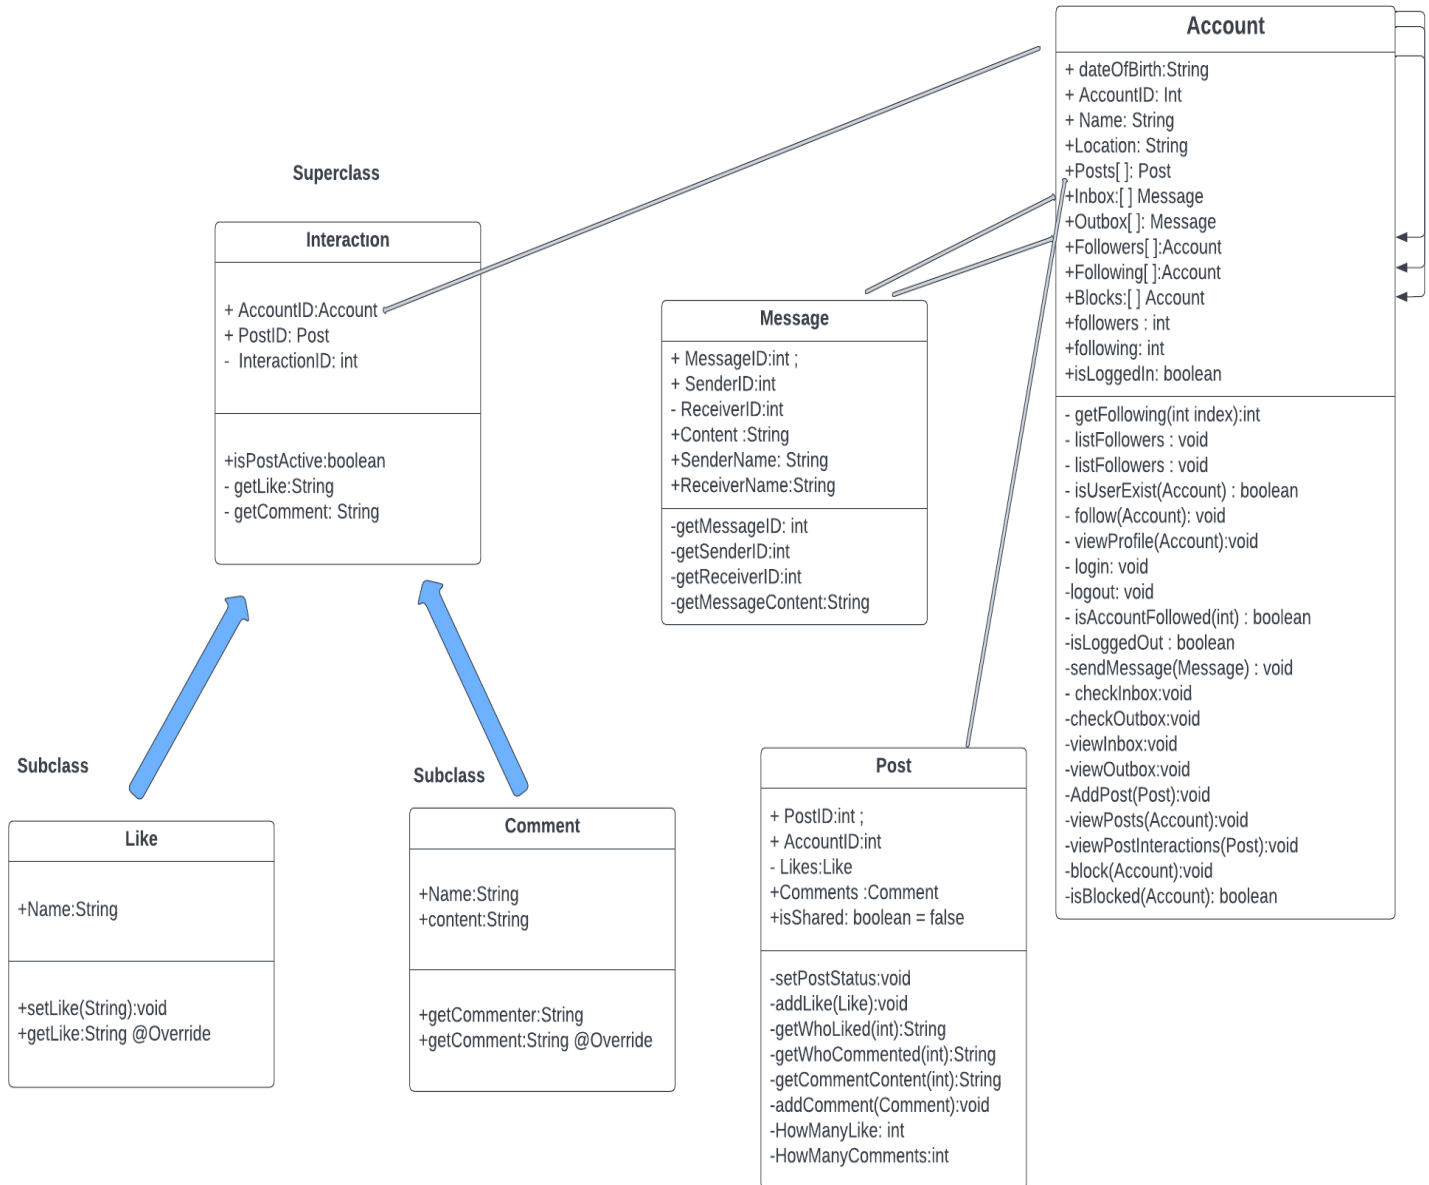 Account
+ dateOfBirth:String
+ AccountID: Int
+ Name: String
+Location: String
+Posts[ ]: Post
+Inbox:[ ] Message
+Outbox[ ]: Message
+Followers[ ]:Account
+Following[ ]:Account
+Blocks:[ ] Account
+followers : int
+following: int
+isLoggedIn: boolean
- getFollowing(int index):int
- listFollowers : void
- listFollowers : void
- isUserExist(Account) : boolean
- follow(Account): void
- viewProfile(Account):void
- login: void
-logout: void
- isAccountFollowed(int) : boolean
-isLoggedOut : boolean
-sendMessage(Message) : void
- checkInbox:void
-checkOutbox:void
-viewInbox:void
-viewOutbox:void
-AddPost(Post):void
-viewPosts(Account):void
-viewPostInteractions(Post):void
-block(Account):void
-isBlocked(Account): boolean
Superclass
Interaction
+ AccountID:Account
+ PostID: Post
- InteractionID: int
+isPostActive:boolean
- getLike:String
- getComment: String
Message
+ MessageID:int ;
+ SenderID:int
- ReceiverID:int
+Content :String
+SenderName: String
+ReceiverName:String
-getMessageID: int
-getSenderID:int
-getReceiverID:int
-getMessageContent:String
Subclass
Like
+Name:String
+setLike(String):void
+getLike:String @Override
Subclass
Comment
+Name:String
+content:String
+getCommenter:String
+getComment:String @Override
Post
+ PostID:int ;
+ AccountID:int
- Likes:Like
+Comments :Comment
+isShared: boolean = false
-setPostStatus:void
-addLike(Like):void
-getWhoLiked(int):String
-getWhoCommented(int):String
-getCommentContent(int):String
-addComment(Comment):void
-HowManyLike: int
-HowManyComments:int